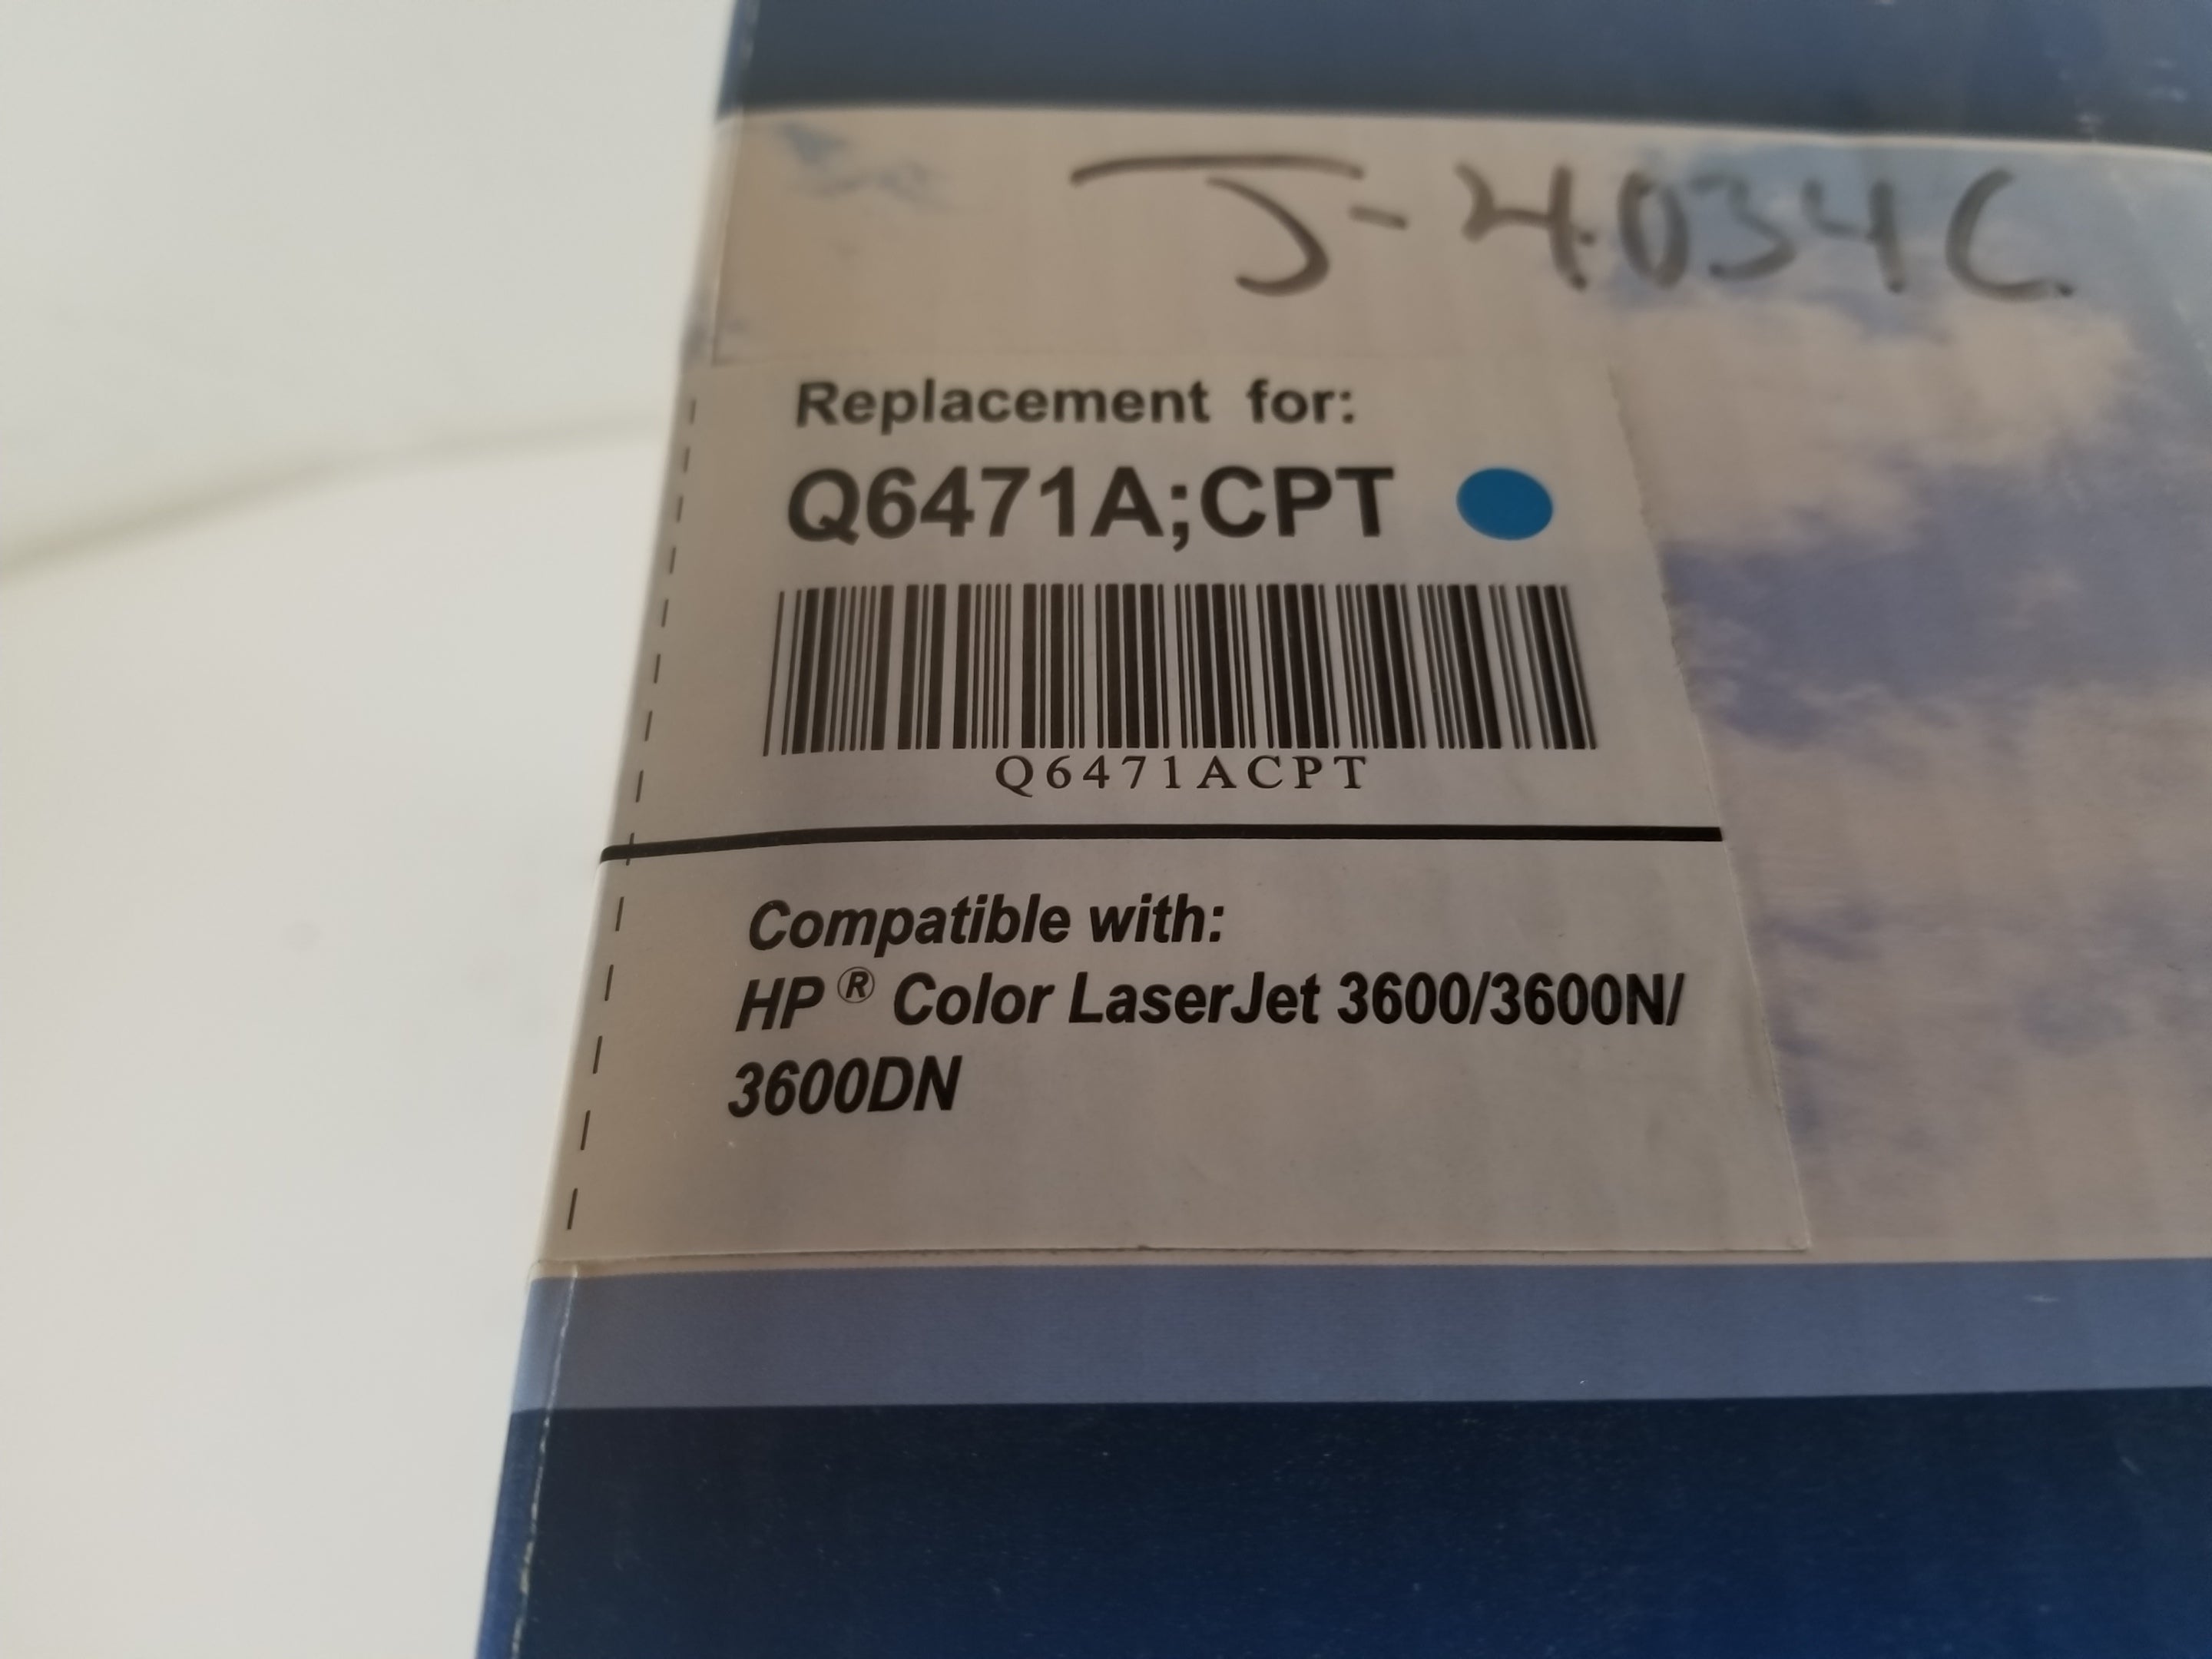 J-4034C
Replacement for:
Q6471A;CPT
Q6471ACPT
Compatible with:
HP® Color LaserJet 3600/3600N/
3600DN